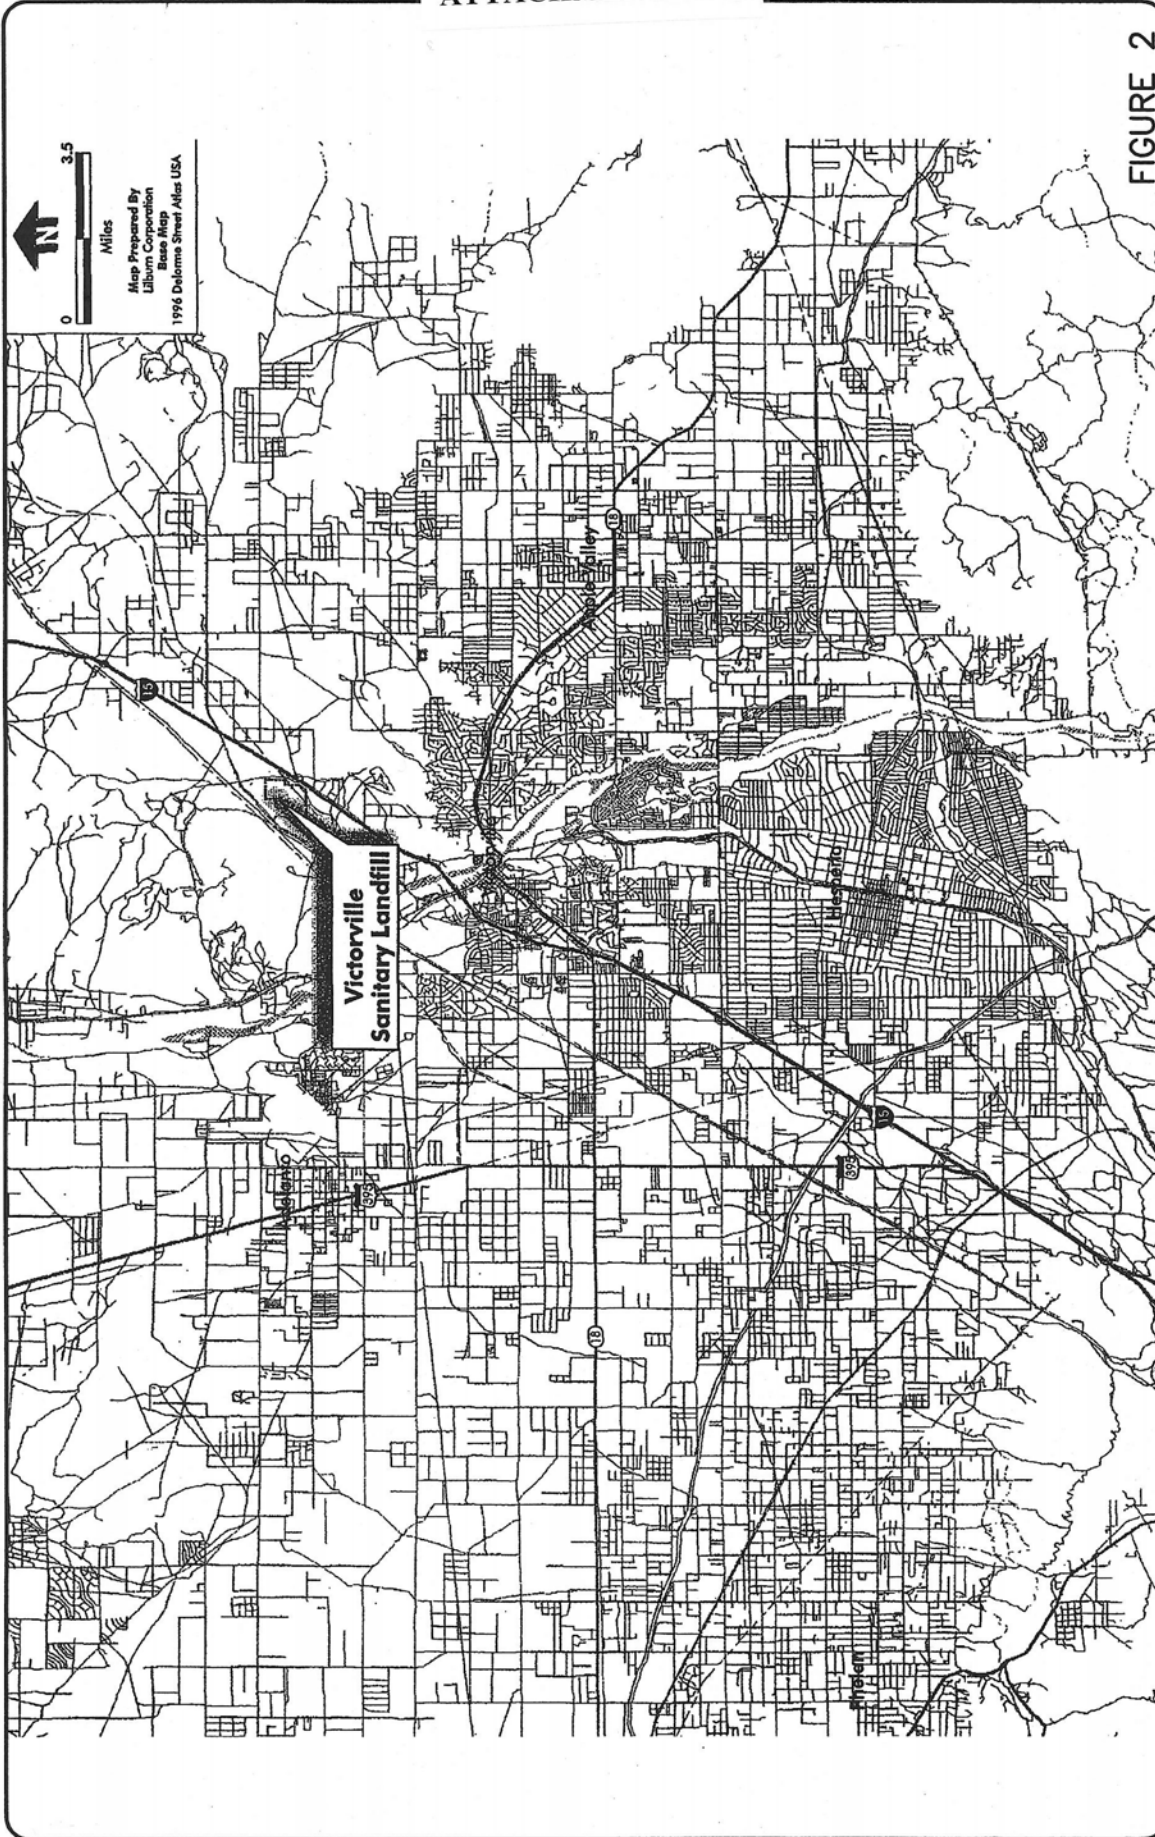 FIGURE 2
N
0 3.5
Miles
Map Prepared By
Lilburn Corporation
Base Map
1996 Delorme Street Atlas USA
15
Victorville
Sanitary Landfill
Adelanto
395
18
Apple Valley
18
Hesperia
395
15
Phelan